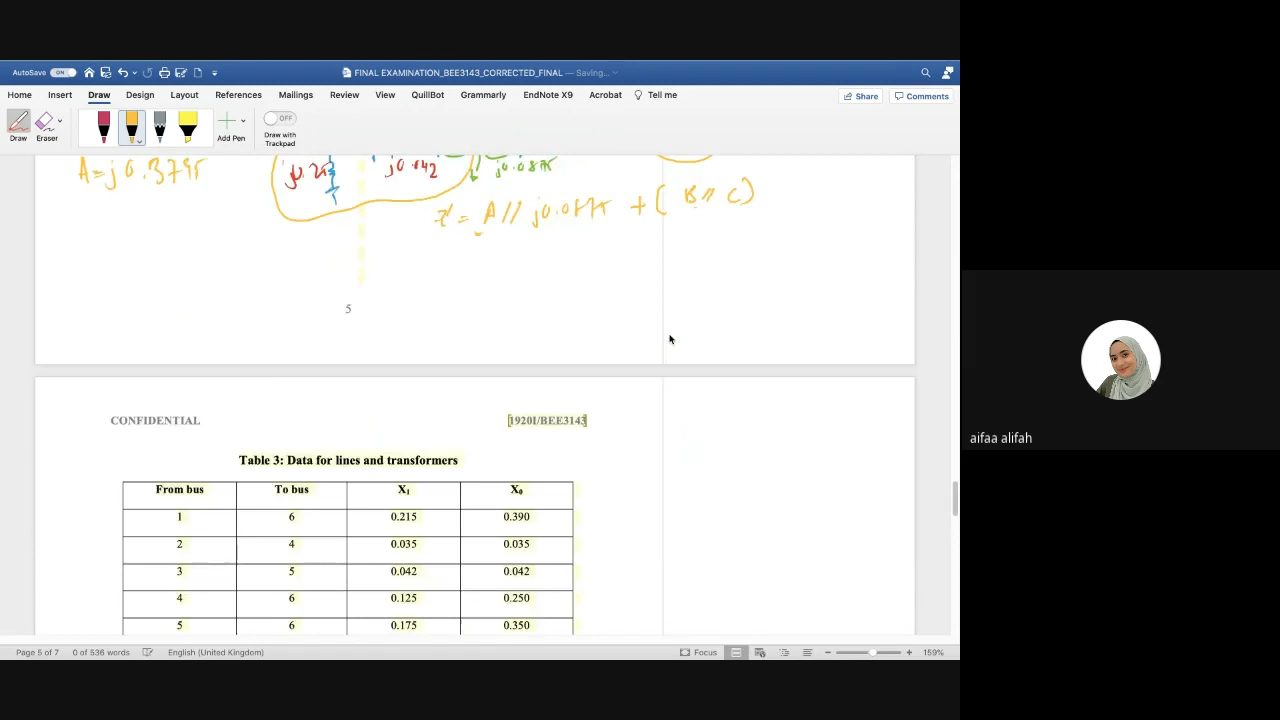 AutoSave ON FINAL EXAMINATION_BEE3143_CORRECTED_FINAL — Saving...
Home Insert Draw Design Layout References Mailings Review View QuillBot Grammarly EndNote X9 Acrobat Tell me Share Comments
OFF
Draw Eraser Add Pen Draw with Trackpad
A = j0.3795
j0.25
j0.042
j0.0875
A // j0.0875 + ( B // C )
5
CONFIDENTIAL [1920I/BEE3143]
Table 3: Data for lines and transformers
From bus To bus X1 X0
1 6 0.215 0.390
2 4 0.035 0.035
3 5 0.042 0.042
4 6 0.125 0.250
5 6 0.175 0.350
aifaa alifah
Page 5 of 7 0 of 536 words English (United Kingdom) Focus 159%